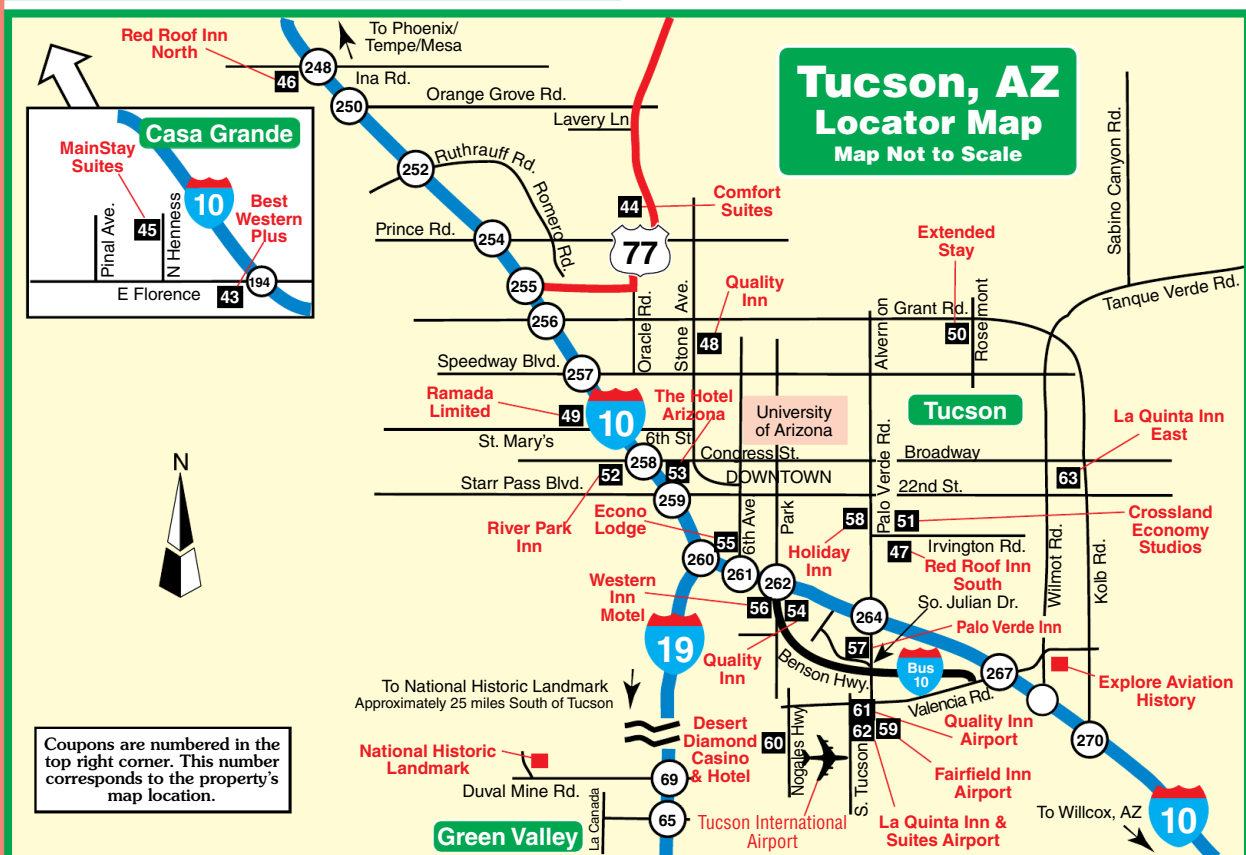 Tucson, AZ
Locator Map
Map Not to Scale
Red Roof Inn
North
46
248
To Phoenix/
Tempe/Mesa
Ina Rd.
250
Orange Grove Rd.
Lavery Ln
Casa Grande
MainStay
Suites
45
Pinal Ave.
N Henness
10
Best
Western
Plus
194
43
E Florence
252
Ruthrauff Rd.
Romero Rd.
44
Comfort
Suites
Prince Rd.
254
77
255
256
Oracle Rd.
Stone Ave.
Quality
Inn
48
Extended
Stay
50
Alvernon
Grant Rd.
Rosemont
Sabino Canyon Rd.
Tanque Verde Rd.
Speedway Blvd.
257
Ramada
Limited
49
10
The Hotel
Arizona
University
of Arizona
Tucson
La Quinta Inn
East
St. Mary's
6th St.
Congress St.
Broadway
258
52
53
DOWNTOWN
63
Starr Pass Blvd.
259
22nd St.
River Park
Inn
Econo
Lodge
55
6th Ave.
Park
58
Holiday
Inn
Palo Verde Rd.
51
Crossland
Economy
Studios
Irvington Rd.
47
Red Roof Inn
South
Wilmot Rd.
Kolb Rd.
N
260
261
262
Western
Inn
Motel
56
54
264
So. Julian Dr.
57
Palo Verde Inn
19
Quality
Inn
Benson Hwy.
Bus
10
267
Explore Aviation
History
Valencia Rd.
To National Historic Landmark
Approximately 25 miles South of Tucson
61
62
59
Quality Inn
Airport
270
Coupons are numbered in the
top right corner. This number
corresponds to the property's
map location.
National Historic
Landmark
Desert
Diamond
Casino
& Hotel
60
Nogales Hwy
S. Tucson
Fairfield Inn
Airport
69
Duval Mine Rd.
La Canada
65
Green Valley
Tucson International
Airport
La Quinta Inn &
Suites Airport
To Willcox, AZ
10